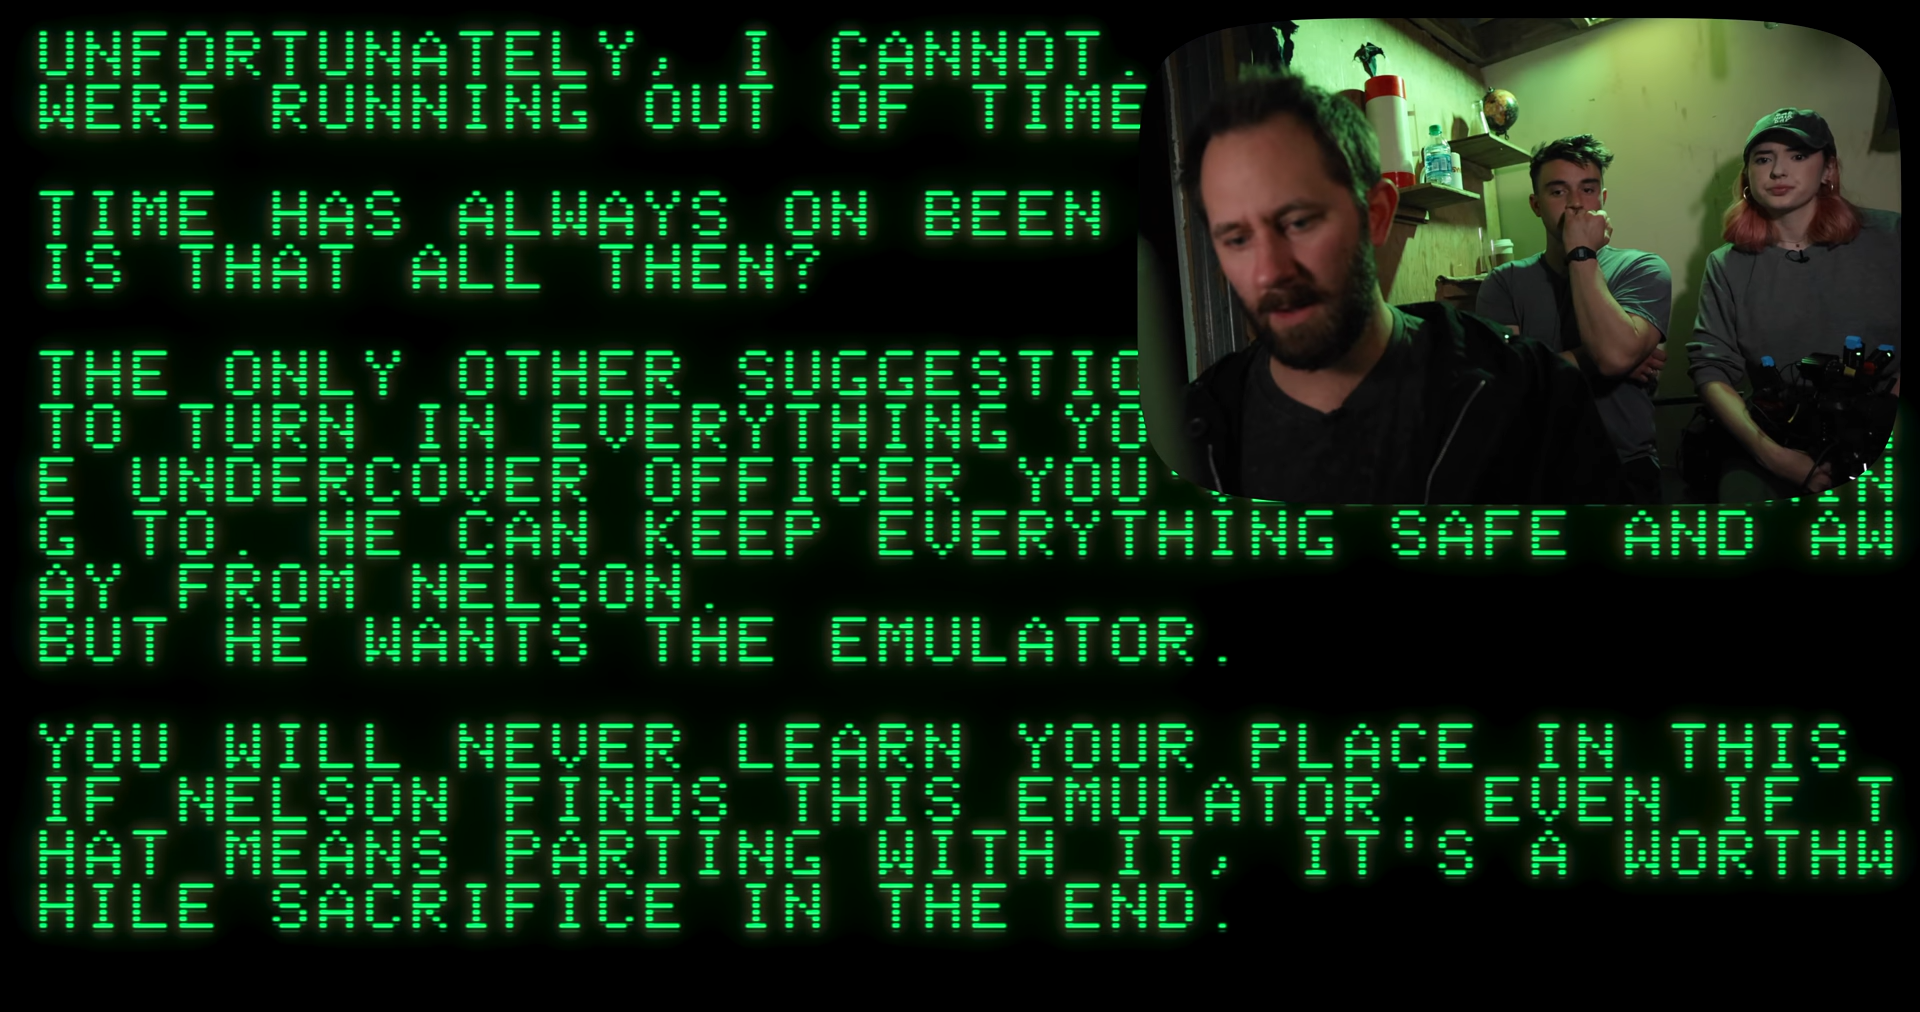 UNFORTUNATELY, I CANNOT.
WERE RUNNING OUT OF TIME
TIME HAS ALWAYS ON BEEN
IS THAT ALL THEN?
THE ONLY OTHER
TO TURN IN EVERYTHING
E UNDERCOVER OFFICER YOU
G TO. HE CAN KEEP EVERYTHING SAFE AND AW
AY FROM NELSON.
BUT HE WANTS THE EMULATOR.
YOU WILL NEVER LEARN YOUR PLACE IN THIS
IF NELSON FINDS THIS EMULATOR. EVEN IF T
HAT MEANS PARTING WITH IT, IT'S A WORTHW
HILE SACRIFICE IN THE END.